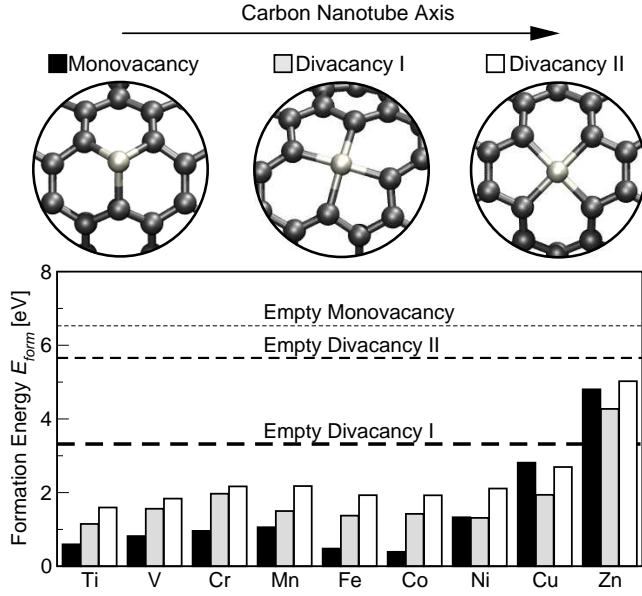 Carbon Nanotube Axis
Monovacancy Divacancy I Divacancy II
Formation Energy E_form [eV]
8
6
4
2
0
Empty Monovacancy
Empty Divacancy II
Empty Divacancy I
Ti V Cr Mn Fe Co Ni Cu Zn